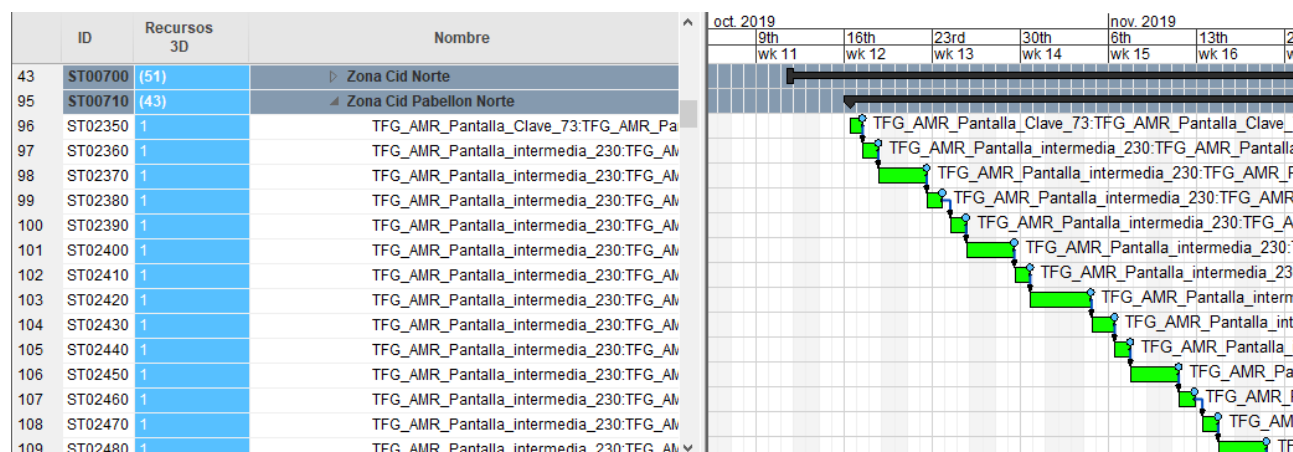 ID Recursos 3D Nombre
oct. 2019 nov. 2019
9th 16th 23rd 30th 6th 13th 2
wk 11 wk 12 wk 13 wk 14 wk 15 wk 16
43 ST00700 (51) Zona Cid Norte
95 ST00710 (43) Zona Cid Pabellon Norte
96 ST02350 1 TFG_AMR_Pantalla_Clave_73:TFG_AMR_Pa TFG_AMR_Pantalla_Clave_73:TFG_AMR_Pantalla_Clave_
97 ST02360 1 TFG_AMR_Pantalla_intermedia_230:TFG_AM TFG_AMR_Pantalla_intermedia_230:TFG_AMR_Pantalla
98 ST02370 1 TFG_AMR_Pantalla_intermedia_230:TFG_AM TFG_AMR_Pantalla_intermedia_230:TFG_AMR_
99 ST02380 1 TFG_AMR_Pantalla_intermedia_230:TFG_AM TFG_AMR_Pantalla_intermedia_230:TFG_AMR
100 ST02390 1 TFG_AMR_Pantalla_intermedia_230:TFG_AM TFG_AMR_Pantalla_intermedia_230:TFG_A
101 ST02400 1 TFG_AMR_Pantalla_intermedia_230:TFG_AM TFG_AMR_Pantalla_intermedia_230:
102 ST02410 1 TFG_AMR_Pantalla_intermedia_230:TFG_AM TFG_AMR_Pantalla_intermedia_23
103 ST02420 1 TFG_AMR_Pantalla_intermedia_230:TFG_AM TFG_AMR_Pantalla_interm
104 ST02430 1 TFG_AMR_Pantalla_intermedia_230:TFG_AM TFG_AMR_Pantalla_int
105 ST02440 1 TFG_AMR_Pantalla_intermedia_230:TFG_AM TFG_AMR_Pantalla_
106 ST02450 1 TFG_AMR_Pantalla_intermedia_230:TFG_AM TFG_AMR_Pa
107 ST02460 1 TFG_AMR_Pantalla_intermedia_230:TFG_AM TFG_AMR_
108 ST02470 1 TFG_AMR_Pantalla_intermedia_230:TFG_AM TFG_AM
109 ST02480 1 TFG_AMR_Pantalla_intermedia_230:TFG_AM TF